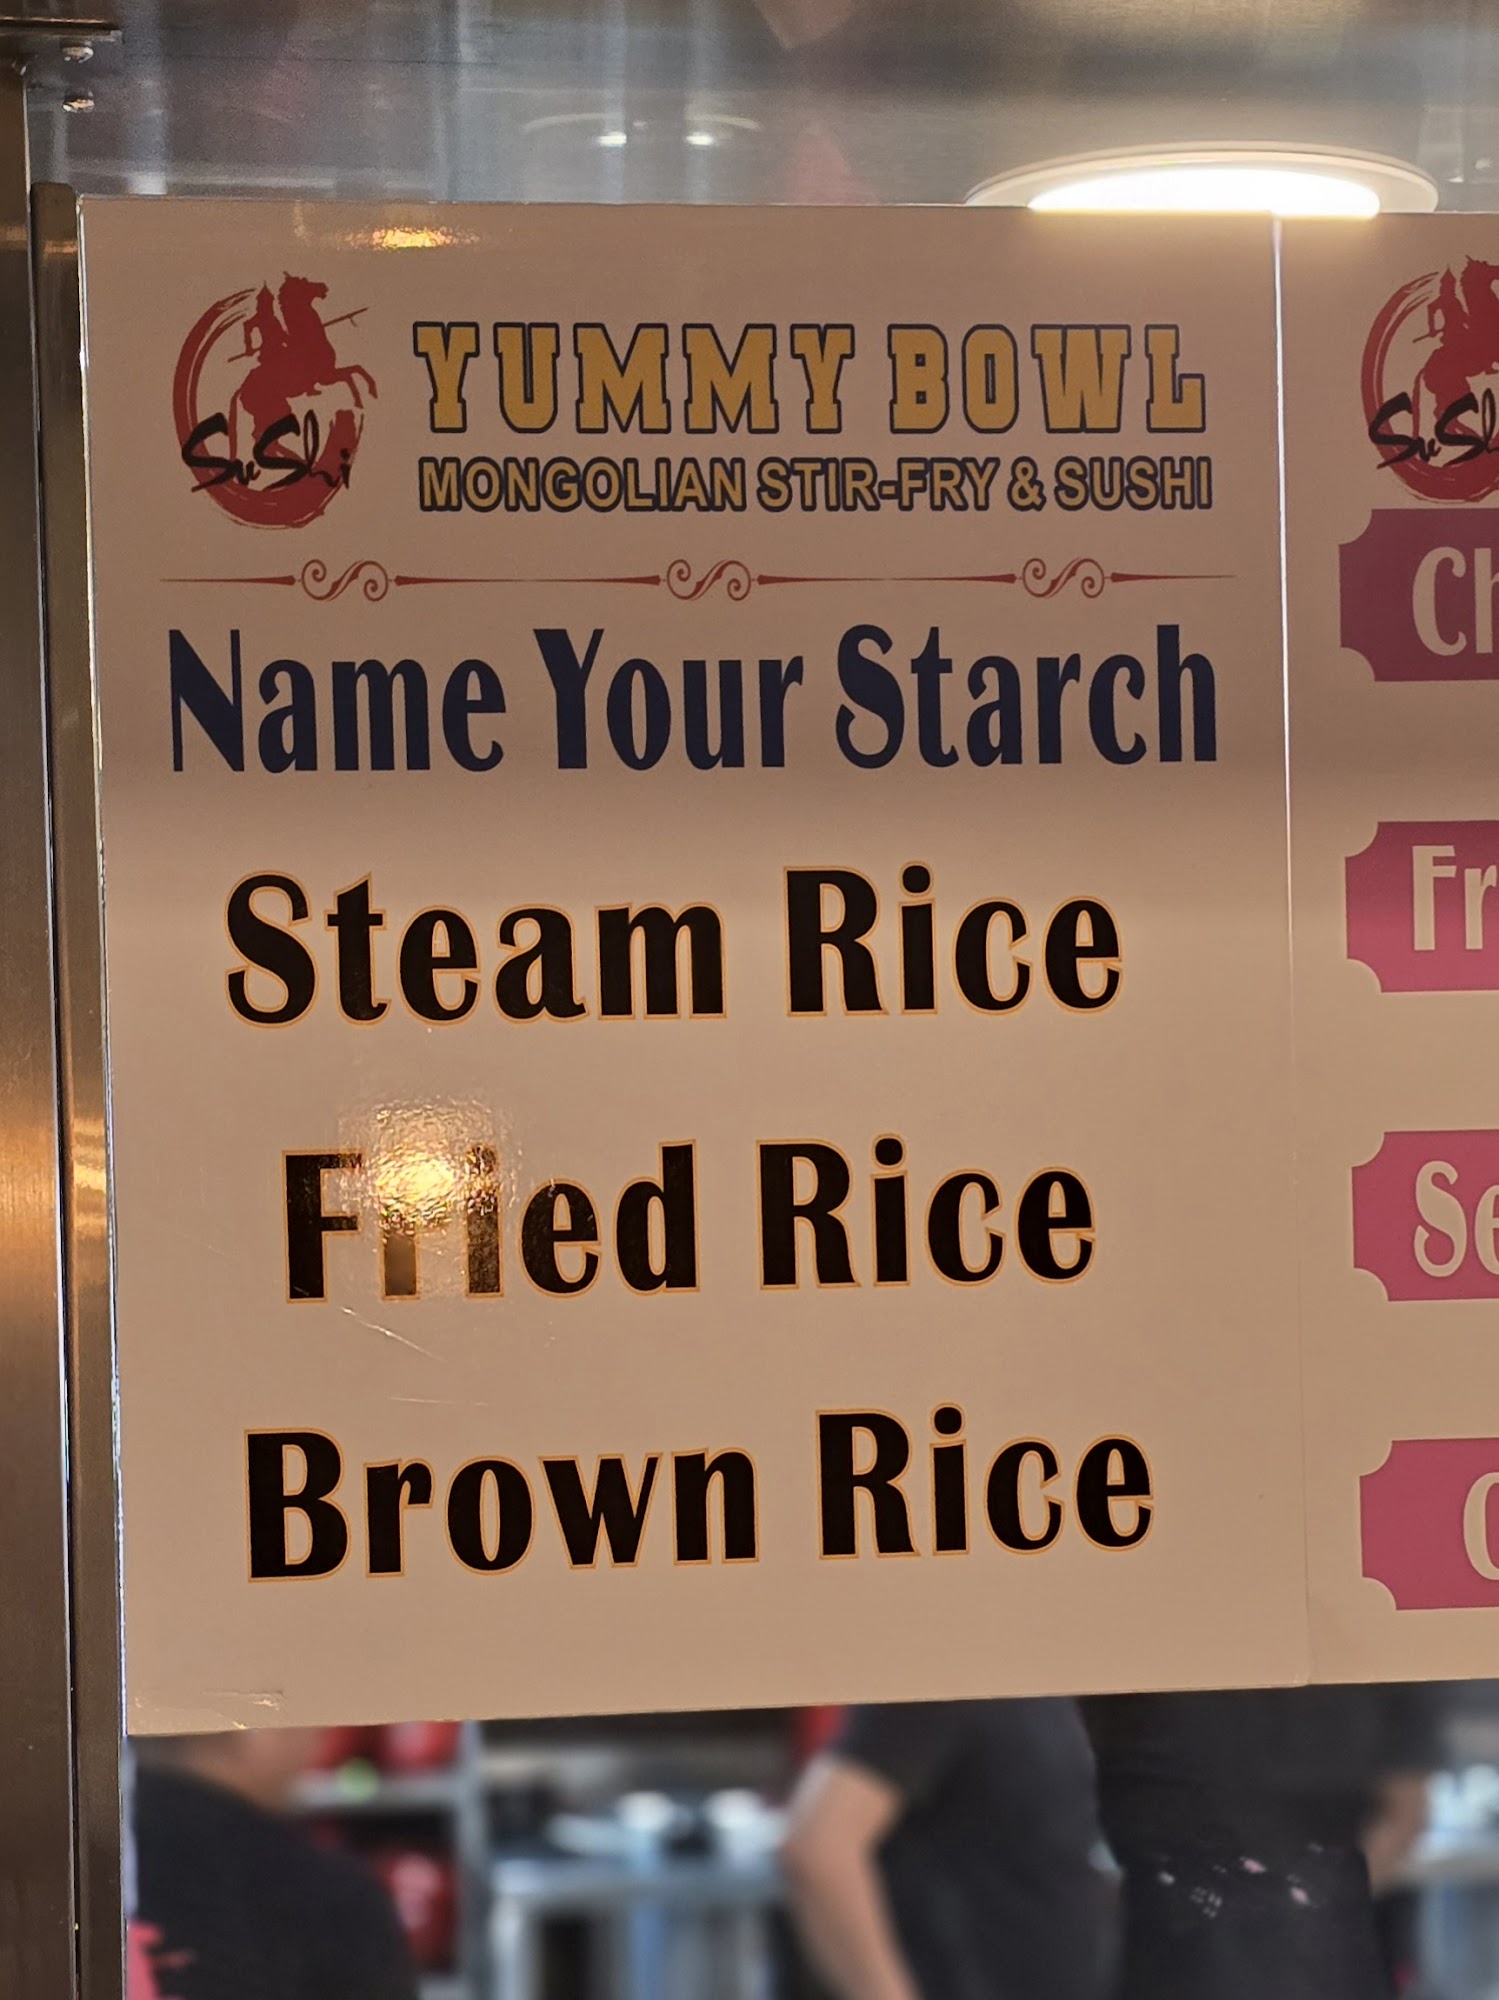 SuShi
YUMMY BOWL
MONGOLIAN STIR-FRY & SUSHI
Name Your Starch
Steam Rice
Fried Rice
Brown Rice